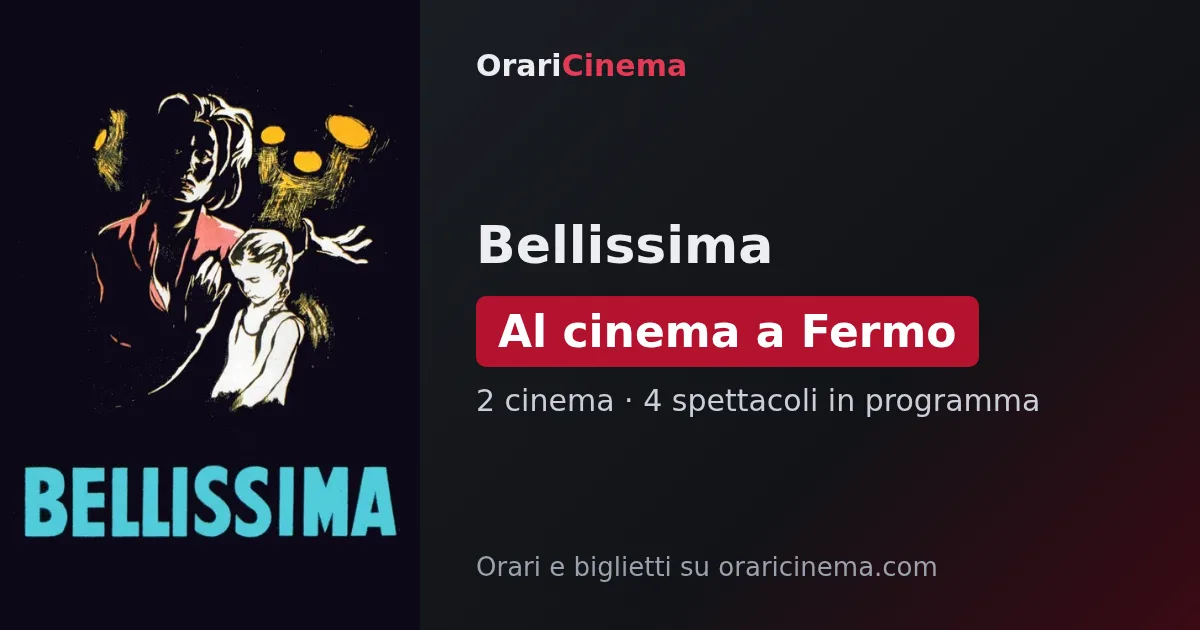 BELLISSIMA
OrariCinema
Bellissima
Al cinema a Fermo
2 cinema · 4 spettacoli in programma
Orari e biglietti su oraricinema.com